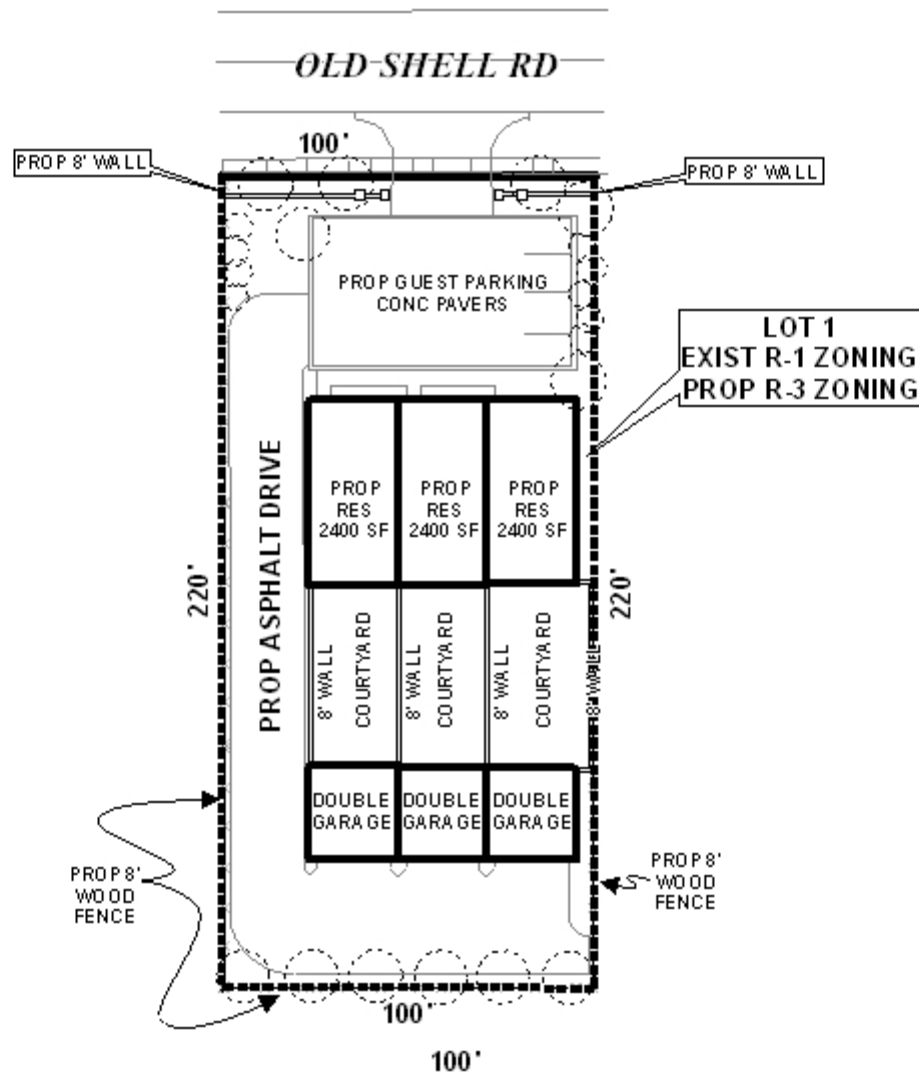 OLD SHELL RD
100'
PROP 8' WALL
PROP 8' WALL
PROP GUEST PARKING
CONC PAVERS
LOT 1
EXIST R-1 ZONING
PROP R-3 ZONING
PROP ASPHALT DRIVE
PROP
RES
2400 SF
PROP
RES
2400 SF
PROP
RES
2400 SF
220'
220'
8' WALL
COURTYARD
8' WALL
COURTYARD
8' WALL
COURTYARD
8' WALL
DOUBLE
GARAGE
DOUBLE
GARAGE
DOUBLE
GARAGE
PROP 8'
WOOD
FENCE
PROP 8'
WOOD
FENCE
100'
100'